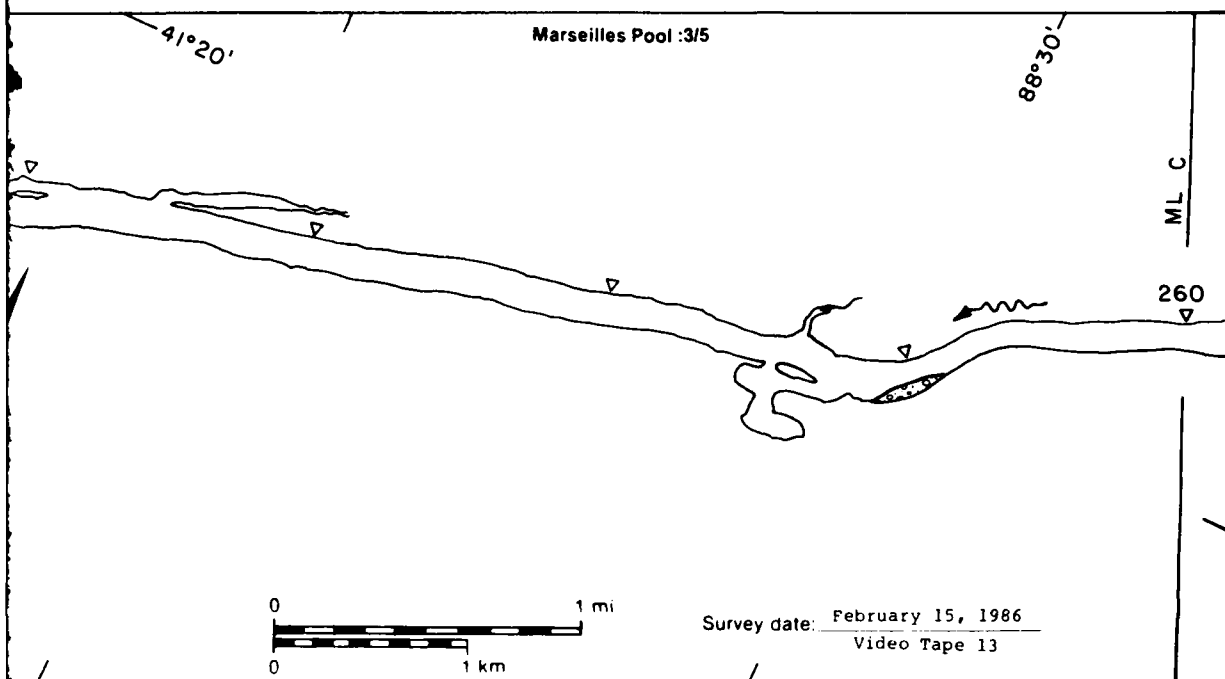 Marseilles Pool :3/5
41°20'
88°30'
ML C
260
0 1 mi
0 1 km
Survey date: February 15, 1986
Video Tape 13